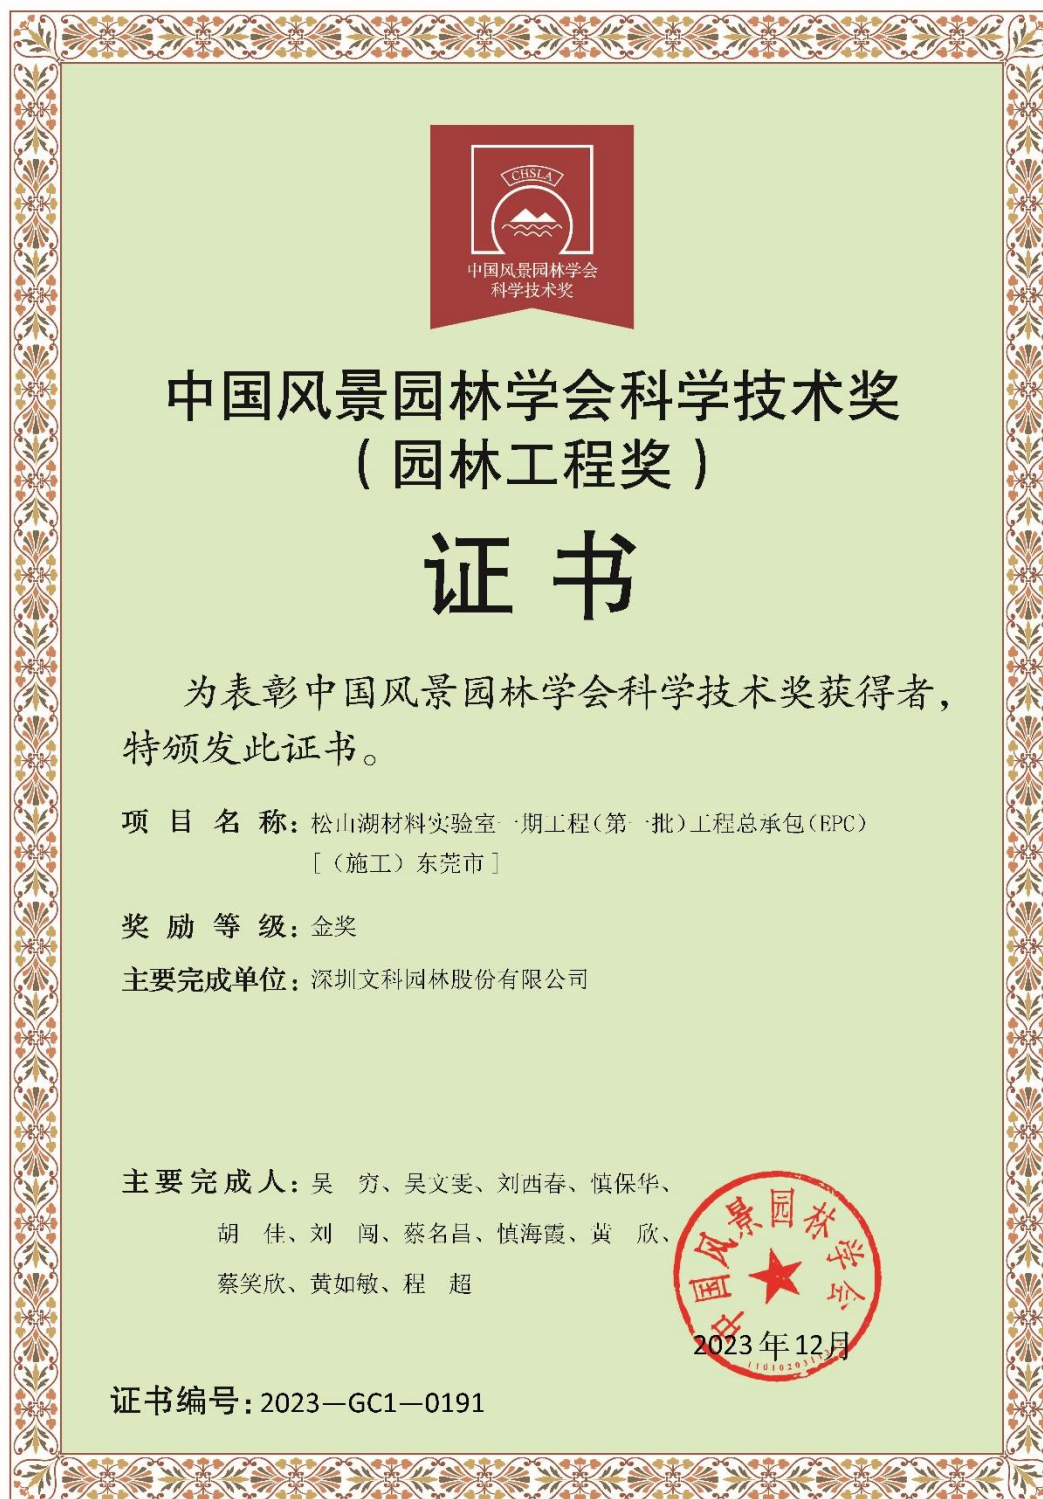 CHSLA
中国风景园林学会
科学技术奖
中国风景园林学会科学技术奖
（园林工程奖）
证书
为表彰中国风景园林学会科学技术奖获得者，
特颁发此证书。
项目名称：松山湖材料实验室一期工程(第一批)工程总承包(EPC)
[（施工）东莞市]
奖励等级：金奖
主要完成单位：深圳文科园林股份有限公司
主要完成人：吴 穷、吴文雯、刘西春、慎保华、
胡 佳、刘 闯、蔡名昌、慎海霞、黄 欣、
蔡笑欣、黄如敏、程 超
中国风景园林学会
2023年12月
证书编号：2023—GC1—0191